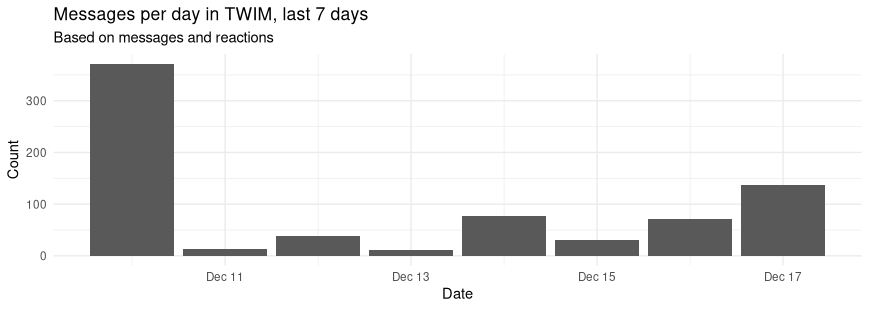 Messages per day in TWIM, last 7 days
Based on messages and reactions
Count
300
200
100
0
Dec 11
Dec 13
Dec 15
Dec 17
Date